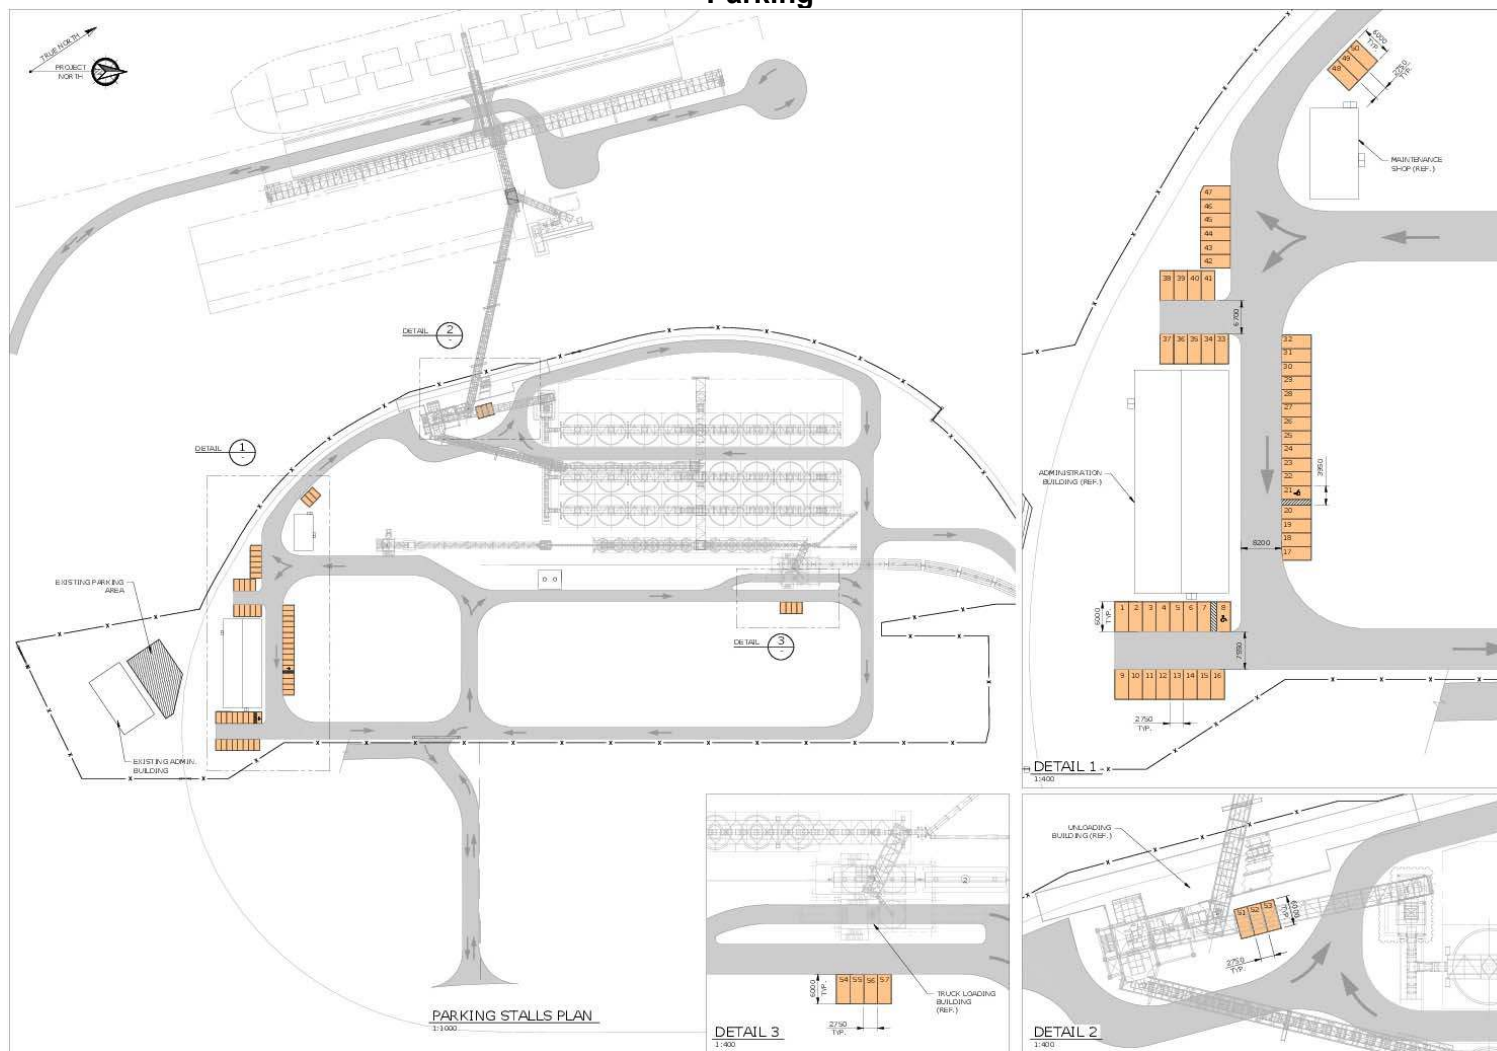 Parking
TRUE NORTH
PROJECT
NORTH
DETAIL
2
-
DETAIL
1
-
EXISTING PARKING
AREA
EXISTING ADMIN.
BUILDING
DETAIL
3
-
PARKING STALLS PLAN
1:1000
50
49
48
6000
TYP.
2750
TYP.
MAINTENANCE
SHOP (REF.)
47
46
45
44
43
42
38 39 40 41
6700
37 36 35 34 33
32
31
30
29
28
27
26
25
24
23
22
21
20
19
18
17
3950
ADMINISTRATION
BUILDING (REF.)
8200
6000
TYP.
1 2 3 4 5 6 7 8
9 10 11 12 13 14 15 16
2750
TYP.
DETAIL 1
1:400
54 55 56 57
6000
TYP.
2750
TYP.
TRUCK LOADING
BUILDING
(REF.)
2
DETAIL 3
1:400
UNLOADING
BUILDING (REF.)
51 52 53
6000
TYP.
2750
TYP.
DETAIL 2
1:400